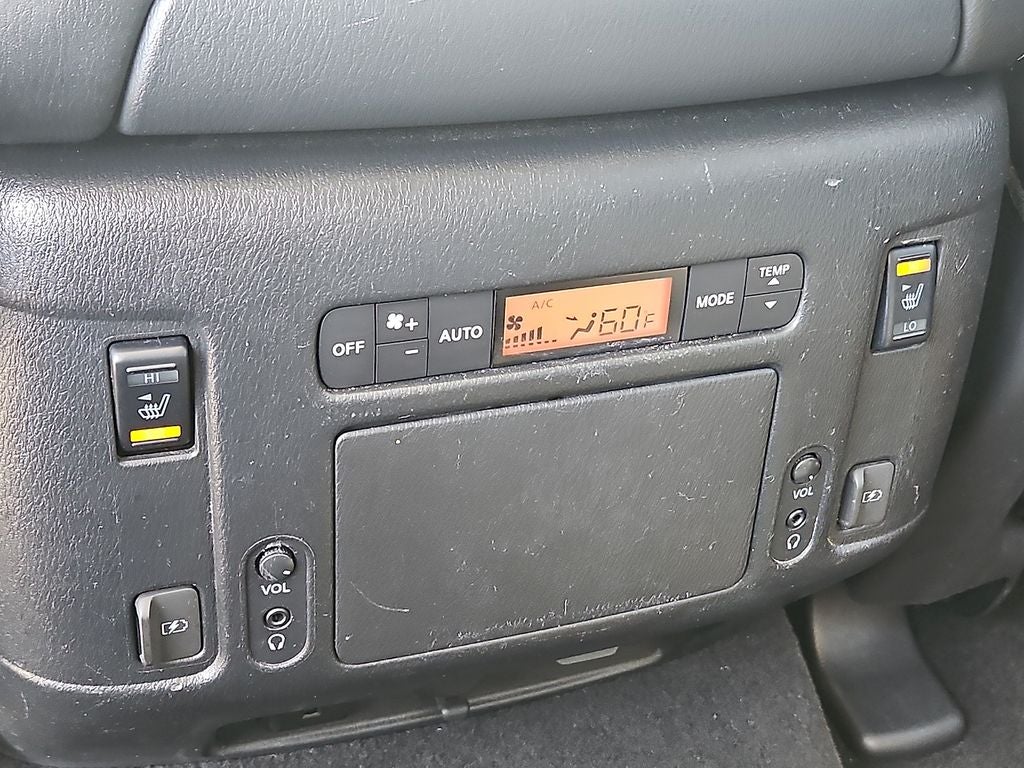 OFF
+
-
AUTO
A/C
60F
MODE
TEMP
HI
LO
VOL
VOL